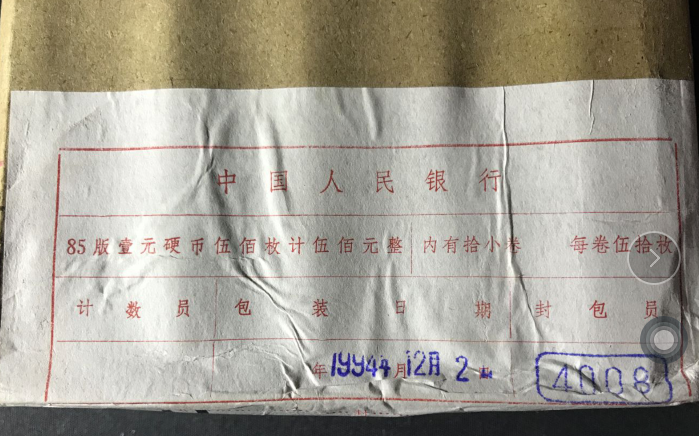 中国人民银行
85版壹元硬币伍佰枚计伍佰元整 内有拾小卷 每卷伍拾枚
计数员 包装日期 封包员
年1994年月12月2日 4008